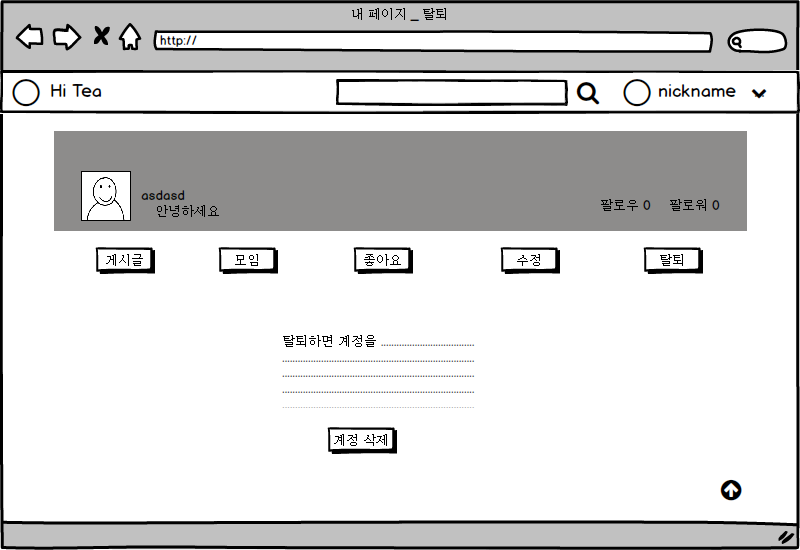 내 페이지 _ 탈퇴
http://
Hi Tea
nickname
asdasd
안녕하세요
팔로우 0 팔로워 0
게시글 모임 좋아요 수정 탈퇴
탈퇴하면 계정을 ........................
계정 삭제